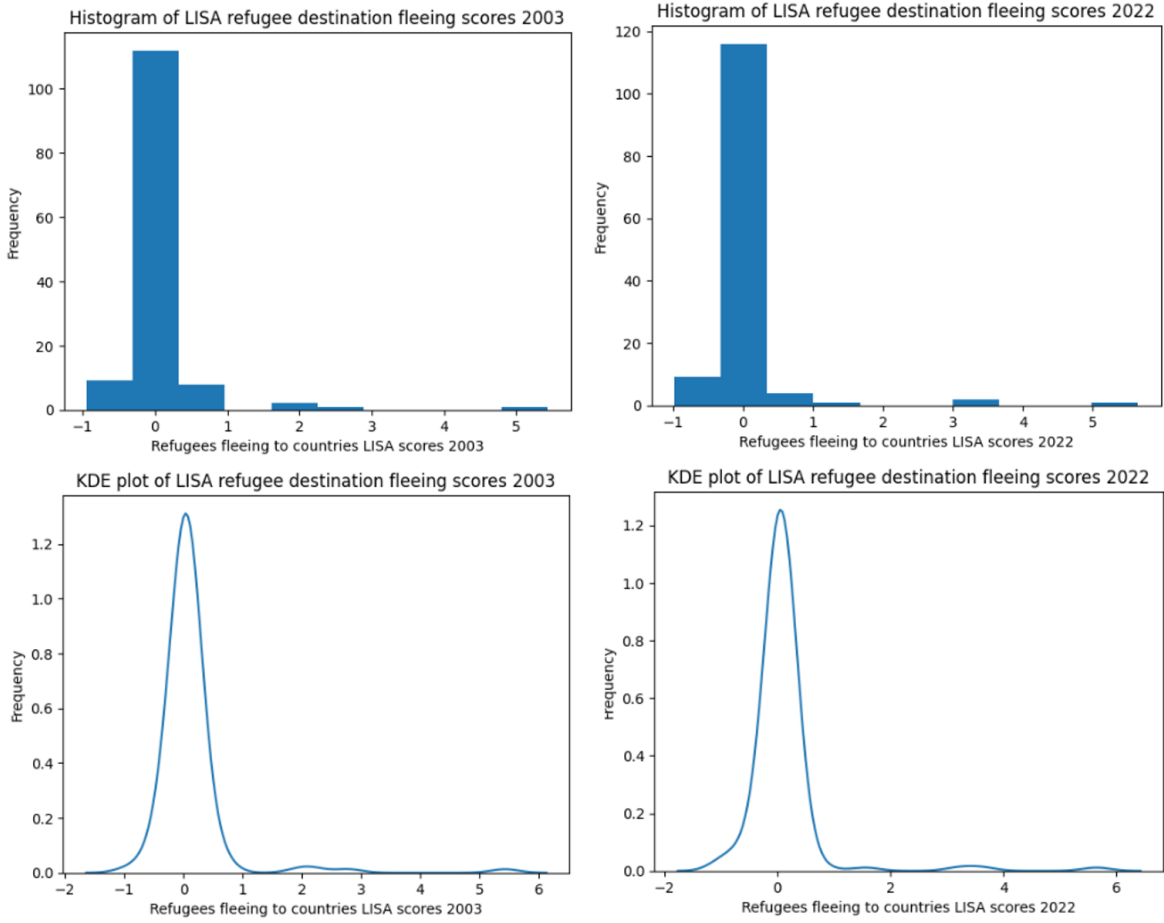 Histogram of LISA refugee destination fleeing scores 2003
100
80
60
40
20
0
Frequency
−1 0 1 2 3 4 5
Refugees fleeing to countries LISA scores 2003
Histogram of LISA refugee destination fleeing scores 2022
120
100
80
60
40
20
0
Frequency
−1 0 1 2 3 4 5
Refugees fleeing to countries LISA scores 2022
KDE plot of LISA refugee destination fleeing scores 2003
1.2
1.0
0.8
0.6
0.4
0.2
0.0
Frequency
−2 −1 0 1 2 3 4 5 6
Refugees fleeing to countries LISA scores 2003
KDE plot of LISA refugee destination fleeing scores 2022
1.2
1.0
0.8
0.6
0.4
0.2
0.0
Frequency
−2 0 2 4 6
Refugees fleeing to countries LISA scores 2022